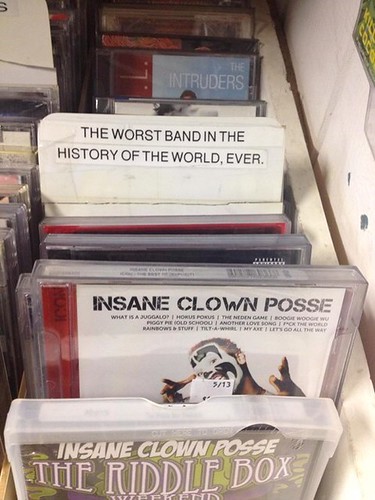 THE
INTRUDERS
THE WORST BAND IN THE
HISTORY OF THE WORLD, EVER.
PARENTAL
ICON
INSANE CLOWN POSSE
WHAT IS A JUGGALO? | HOKUS POKUS | THE NEDEN GAME | BOOGIE WOOGIE WU
PIGGY PIE (OLD SCHOOL) | ANOTHER LOVE SONG | F*CK THE WORLD
RAINBOWS & STUFF | TILT-A-WHIRL | MY AXE | LET'S GO ALL THE WAY
5/13
INSANE CLOWN POSSE
THE RIDDLE BOX
WEEKEND